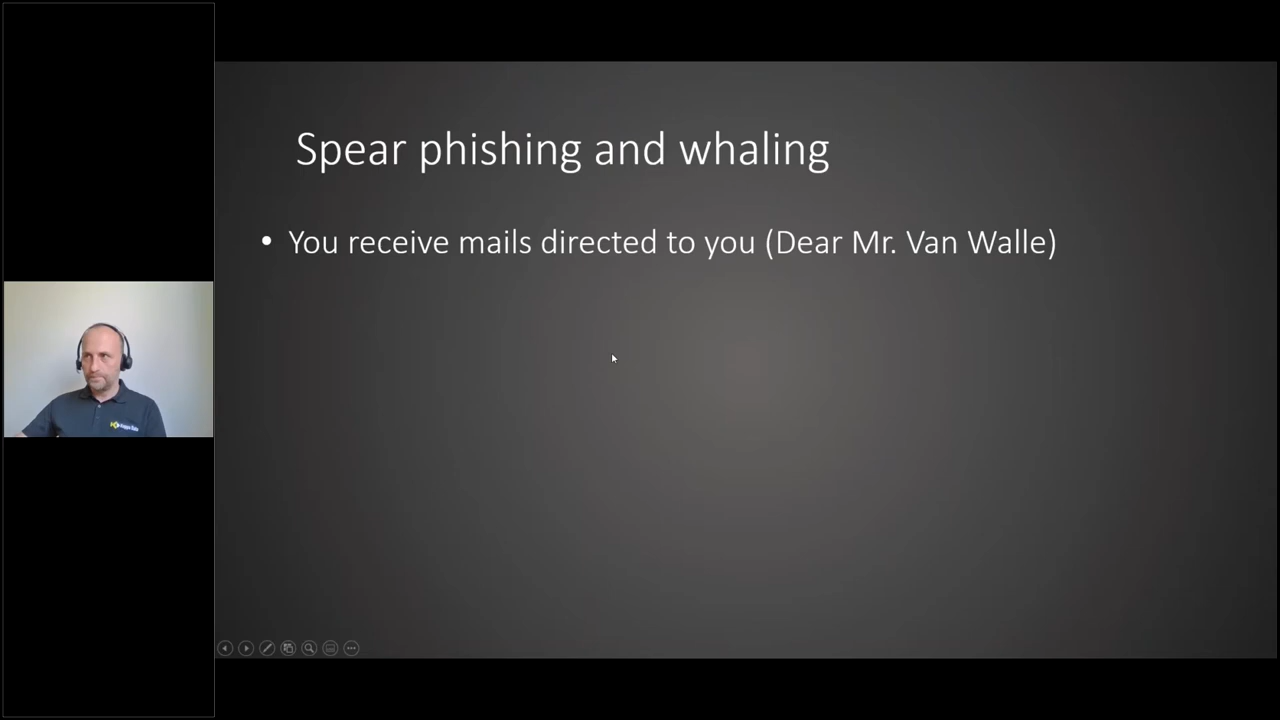 Spear phishing and whaling
• You receive mails directed to you (Dear Mr. Van Walle)